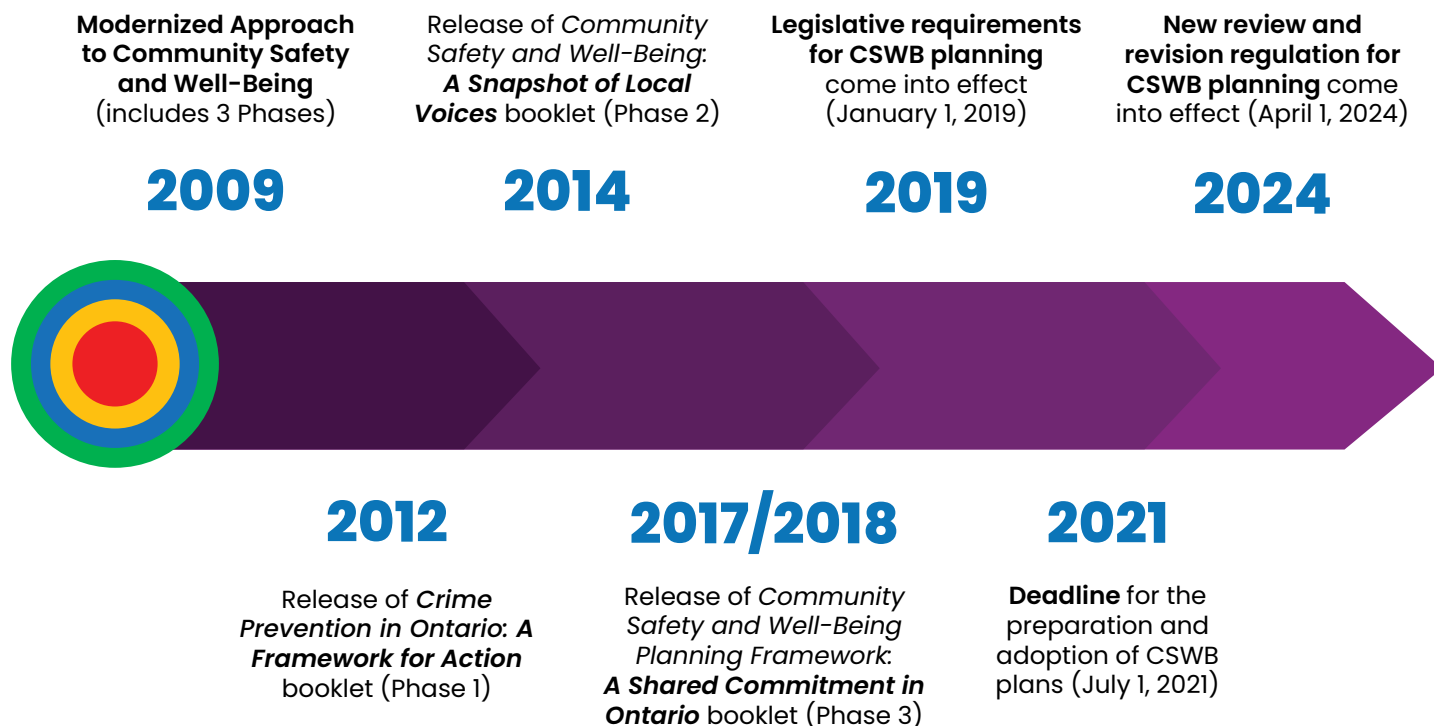 Modernized Approach
to Community Safety
and Well-Being
(includes 3 Phases)
2009
Release of Community
Safety and Well-Being:
A Snapshot of Local
Voices booklet (Phase 2)
2014
Legislative requirements
for CSWB planning
come into effect
(January 1, 2019)
2019
New review and
revision regulation for
CSWB planning come
into effect (April 1, 2024)
2024
2012
Release of Crime
Prevention in Ontario: A
Framework for Action
booklet (Phase 1)
2017/2018
Release of Community
Safety and Well-Being
Planning Framework:
A Shared Commitment in
Ontario booklet (Phase 3)
2021
Deadline for the
preparation and
adoption of CSWB
plans (July 1, 2021)